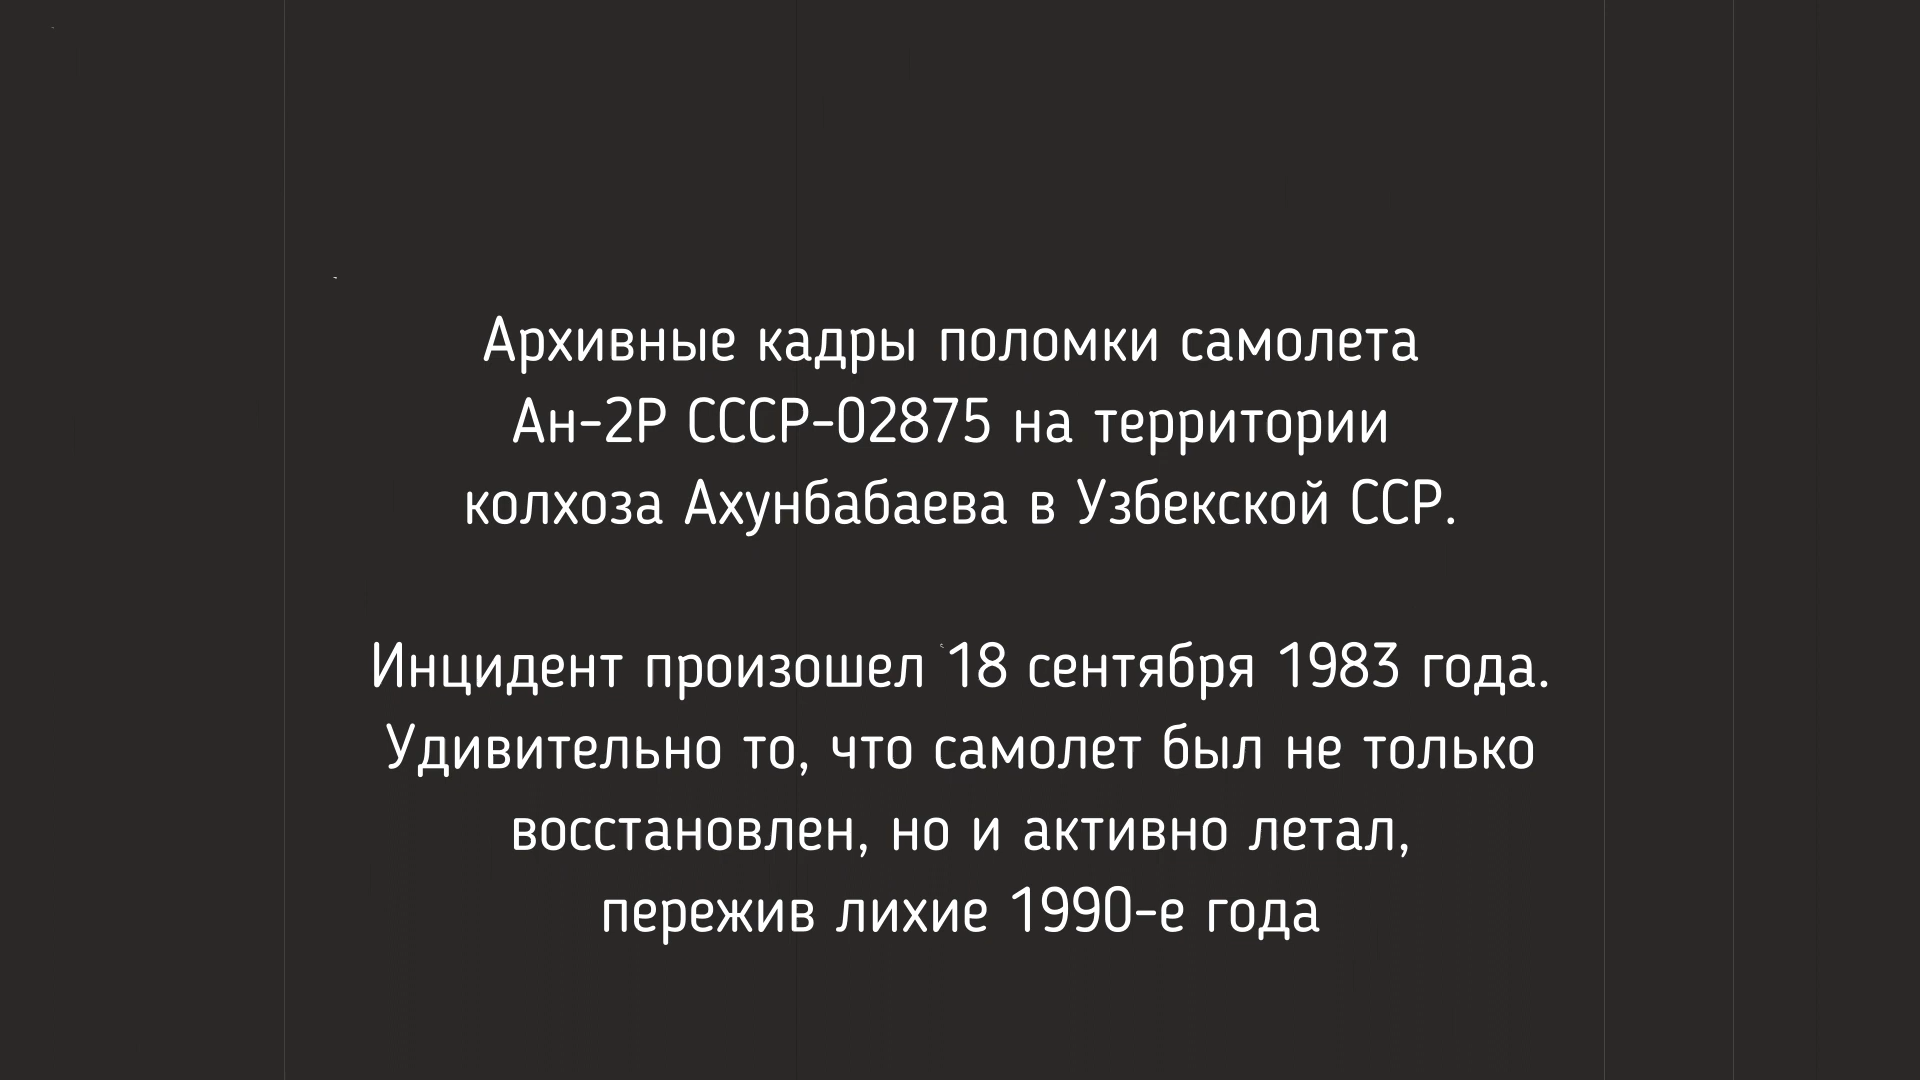 Архивные кадры поломки самолета
Ан-2Р СССР-02875 на территории
колхоза Ахунбабаева в Узбекской ССР.
Инцидент произошел 18 сентября 1983 года.
Удивительно то, что самолет был не только
восстановлен, но и активно летал,
пережив лихие 1990-е года